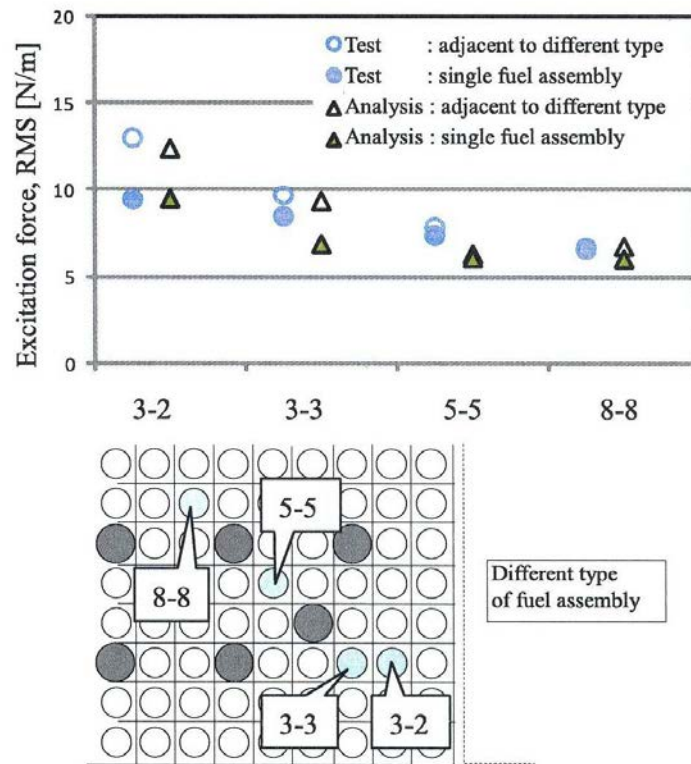 Excitation force, RMS [N/m]
20
15
10
5
0
Test : adjacent to different type
Test : single fuel assembly
Analysis : adjacent to different type
Analysis : single fuel assembly
3-2
3-3
5-5
8-8
5-5
8-8
3-3
3-2
Different type
of fuel assembly